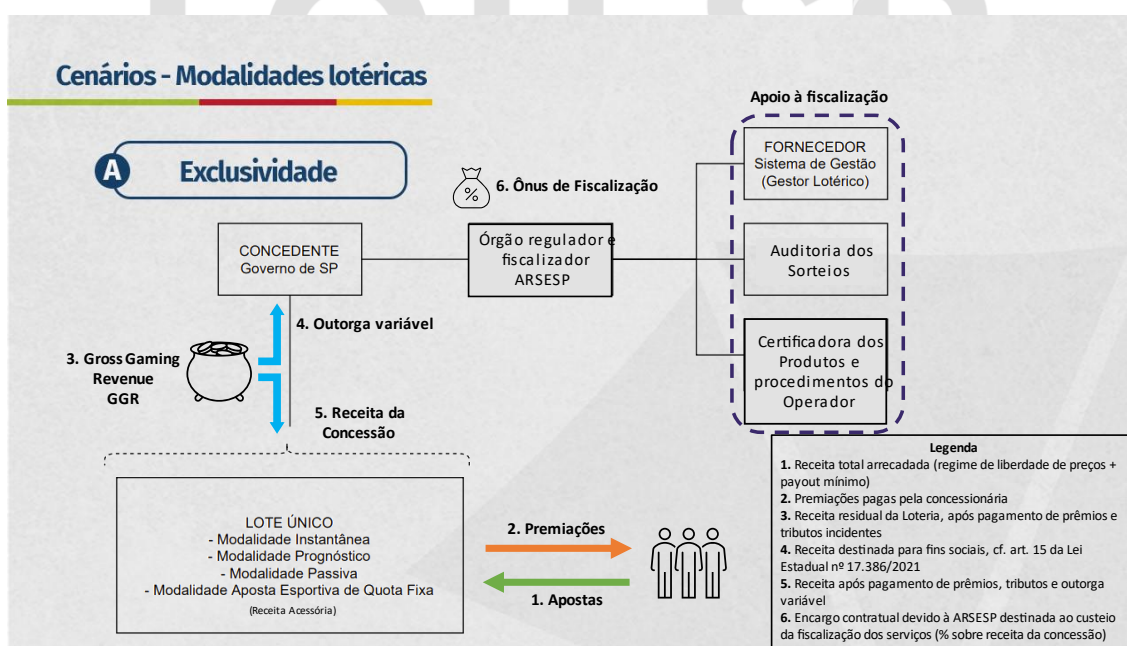 Cenários - Modalidades lotéricas
Apoio à fiscalização
A
Exclusividade
%
6. Ônus de Fiscalização
FORNECEDOR
Sistema de Gestão
(Gestor Lotérico)
CONCEDENTE
Governo de SP
Órgão regulador e
fiscalizador
ARSESP
Auditoria dos
Sorteios
4. Outorga variável
3. Gross Gaming
Revenue
GGR
Certificadora dos
Produtos e
procedimentos do
Operador
5. Receita da
Concessão
LOTE ÚNICO
- Modalidade Instantânea
- Modalidade Prognóstico
- Modalidade Passiva
- Modalidade Aposta Esportiva de Quota Fixa
(Receita Acessória)
2. Premiações
1. Apostas
Legenda
1. Receita total arrecadada (regime de liberdade de preços +
payout mínimo)
2. Premiações pagas pela concessionária
3. Receita residual da Loteria, após pagamento de prêmios e
tributos incidentes
4. Receita destinada para fins sociais, cf. art. 15 da Lei
Estadual nº 17.386/2021
5. Receita após pagamento de prêmios, tributos e outorga
variável
6. Encargo contratual devido à ARSESP destinada ao custeio
da fiscalização dos serviços (% sobre receita da concessão)